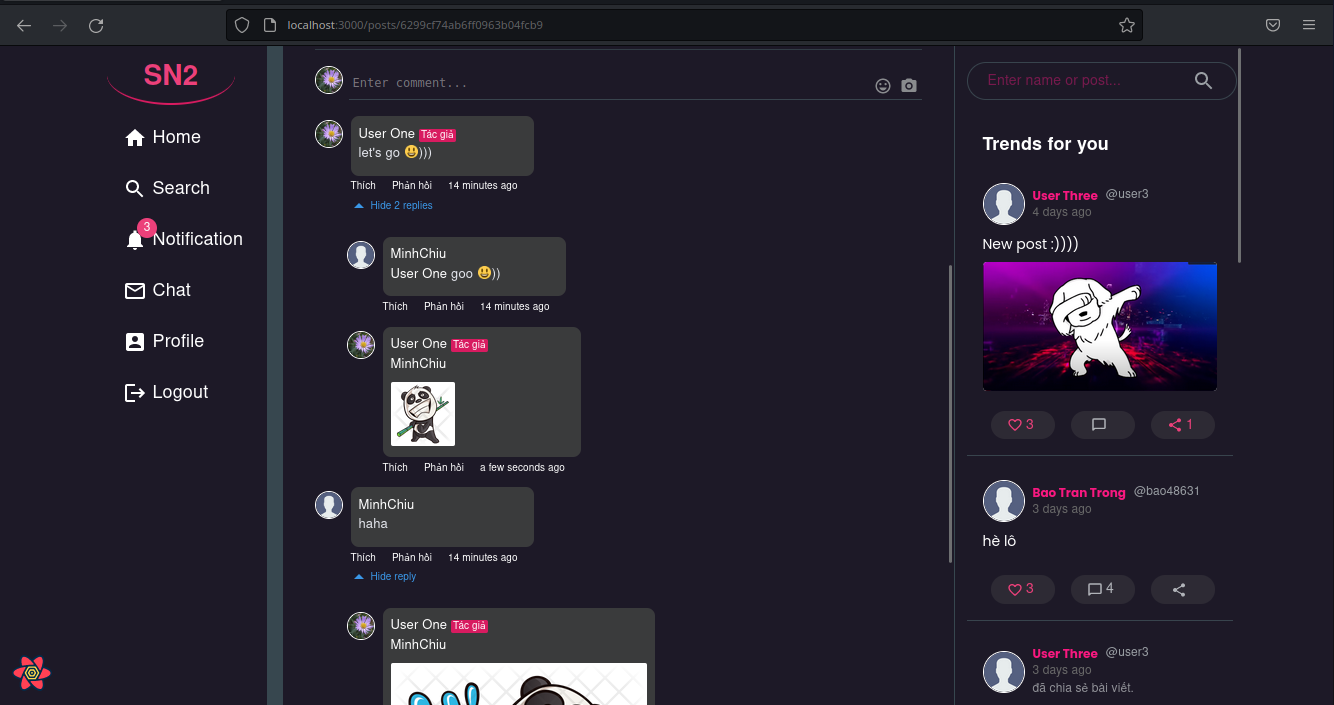 localhost:3000/posts/6299cf74ab6ff0963b04fcb9
SN2
Home
Search
3
Notification
Chat
Profile
Logout
Enter comment...
User One Tác giả
let's go 😃)))
Thích Phản hồi 14 minutes ago
Hide 2 replies
MinhChiu
User One goo 😃))
Thích Phản hồi 14 minutes ago
User One Tác giả
MinhChiu
Thích Phản hồi a few seconds ago
MinhChiu
haha
Thích Phản hồi 14 minutes ago
Hide reply
User One Tác giả
MinhChiu
Enter name or post...
Trends for you
User Three @user3
4 days ago
New post :))))
3 1
Bao Tran Trong @bao48631
3 days ago
hè lô
3 4
User Three @user3
3 days ago
đã chia sẻ bài viết.